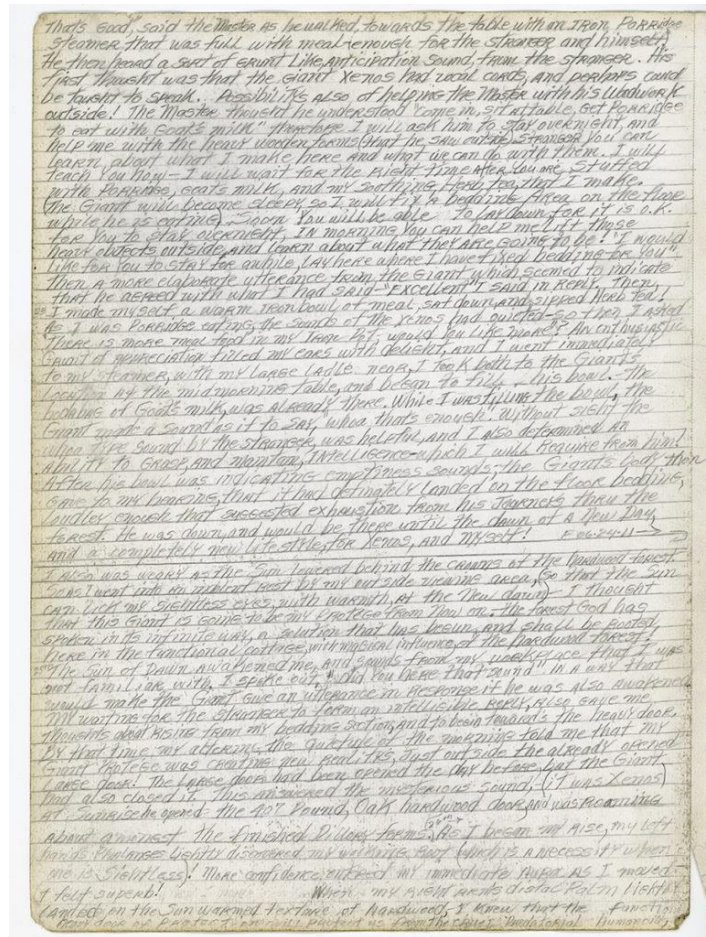 "That's Good", said the Master as he walked, towards the table with an Iron Porridge
steamer that was full with meal-enough for the stranger and himself
He then heard a sort of grunt like anticipation sound, from the stranger. His
first thought was that the Giant Xenos had vocal cords, and perhaps could
be taught to speak. Possibility's also, of helping the Master with his woodwork
outside! The Master thought he understood "come in, sit at table, get Porridge
to eat with Goats milk" therefore I will ask him to stay overnight, and
help me with the heavy wooden forms (that he saw outside) stranger you can
learn, about what I make here and what we can do with them. I will
teach you how - I will wait for the right time after you are, stuffed
with Porridge, Goats milk, and my soothing, Herb tea, that I make.
(the Giant will become sleepy so I will fix a bedding area, on the floor
while he is eating). Soon you will be able to lay down for it is O.K.
for you to stay overnight, in morning you can help me lift those
heavy objects outside, and learn about what they are going to be! "I would
like for you to stay for awhile, lay here where I have fixed bedding for you",
then a more elaborate utterance from the Giant which seemed to indicate
that he agreed with what I had said "Excellent" I said in reply. Then,
I made myself, a warm iron bowl of meal, sat down, and sipped Herb tea!
As I was Porridge eating, the sounds of the Xenos had quieted - so then I asked
there is more meal food in my Iron Pot, would you like more"? An enthusiastic
grunt of appreciation filled my ears with delight, and I went immediately
to my steamer, with my large ladle near, I took both to the Giants
location at the midmorning table, and began to fill his bowl. The
of Goats milk, was already there. While I was filling the bowl, the
Giant made a sound as if to say, whoa that's enough". Without sight the
whoa type sound by the stranger, was helpful, and I also determined an
ability to grasp, and maintain, intelligence - which I will require from him!
After his bowl was indicating emptiness sounds - the Giants body then
gave to my hearing, that it had definately landed on the floor bedding,
loudley enough that suggested exhaustion from his journeys thru the
forest. He was down, and would be there until the dawn of a New Day
and a completely new life style, for Xenos, and myself!
I also was weary as the Sun lowered behind the crowns of the hardwood forest
so as I went into an rest by my outside area, (so that the Sun
can lick my sightless eyes, with warmth, at the new dawn) - I thought
that this Giant is going to be my Protege from now on - the forest God has
spoken in its infinite way, a solution that has begun, and shall be rooted,
here in the functional cottage, with mystical influence, of the hardwood forest!
The Sun of Dawn awakened me, and sounds from my workplace that I was
not familiar with. I spoke out, "did you here that sound" in a way that
would make the Giant give an utterance in response if he was also awakened
My waiting for the stranger to form an intelligible reply, also gave me
thoughts about rising from my bedding section, and to begin towards the heavy door.
By that time my the quietude of the morning told me that my
Giant Protege was creating new realitys, just outside the already opened
large door! The large door had been opened the day before, but the Giant
had also closed it. This answered the mysterious sound, (it was Xenos)
At sunrise he opened the 407 Pound, Oak hardwood door, and was roaming
about amongst the finished Pillory forms. As I began my rise, my left
hands Phalanges lightly discovered my walking root (which is a necessity when
one is sightless)! More confidence entered my immediate Aura as I moved
I felt superb! When my right arms distal Palm lightly
Landed on the Sun warmed texture of hardwood - I knew that the